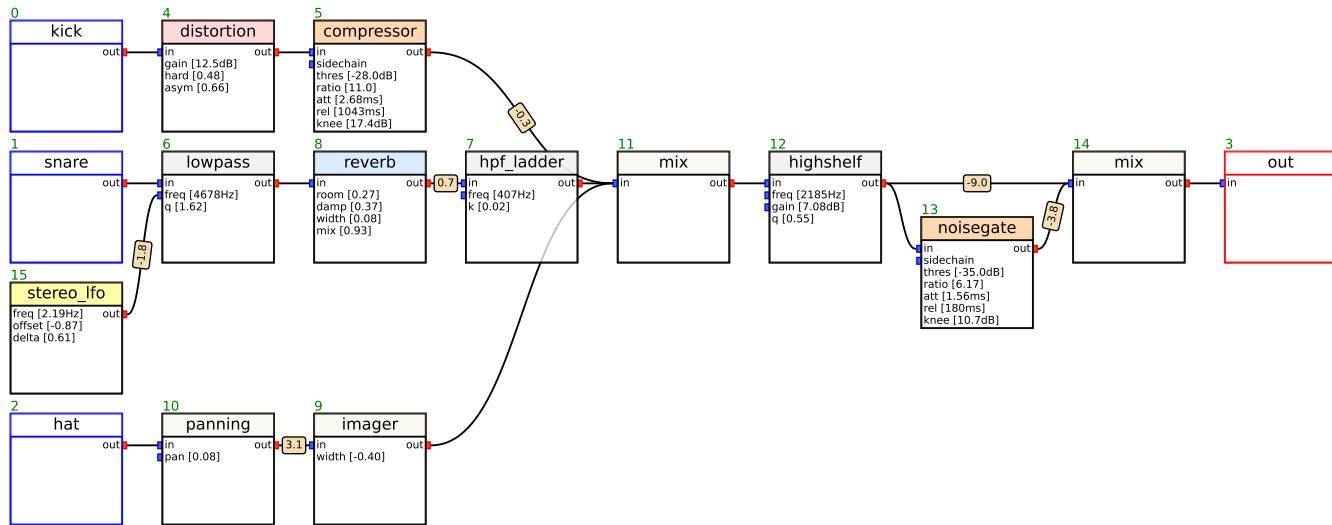 0
kick
out
4
distortion
in out
gain [12.5dB]
hard [0.48]
asym [0.66]
5
compressor
in out
sidechain
thres [-28.0dB]
ratio [11.0]
att [2.68ms]
rel [1043ms]
knee [17.4dB]
-0.3
1
snare
out
6
lowpass
in out
freq [4678Hz]
q [1.62]
8
reverb
in out
room [0.27]
damp [0.37]
width [0.08]
mix [0.93]
0.7
7
hpf_ladder
in out
freq [407Hz]
k [0.02]
11
mix
in out
12
highshelf
in out
freq [2185Hz]
gain [7.08dB]
q [0.55]
-9.0
13
noisegate
in out
sidechain
thres [-35.0dB]
ratio [6.17]
att [1.56ms]
rel [180ms]
knee [10.7dB]
-3.8
14
mix
in out
3
out
in
15
stereo_lfo
freq [2.19Hz] out
offset [-0.87]
delta [0.61]
-1.8
2
hat
out
10
panning
in out
pan [0.08]
3.1
9
imager
in out
width [-0.40]